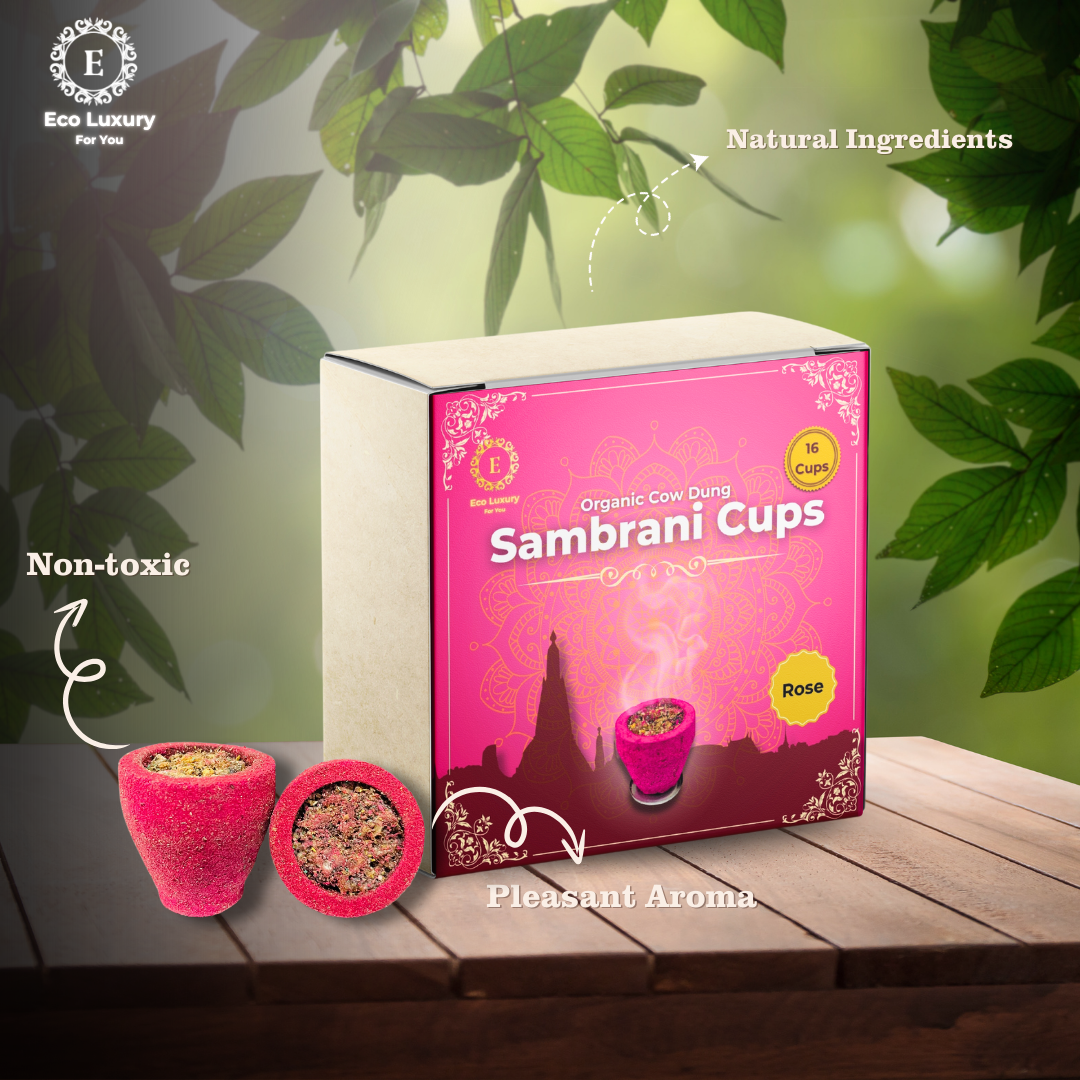 E
Eco Luxury
For You
Natural Ingredients
16
Cups
E
Eco Luxury
For You
Organic Cow Dung
Sambrani Cups
Non-toxic
Rose
Pleasant Aroma